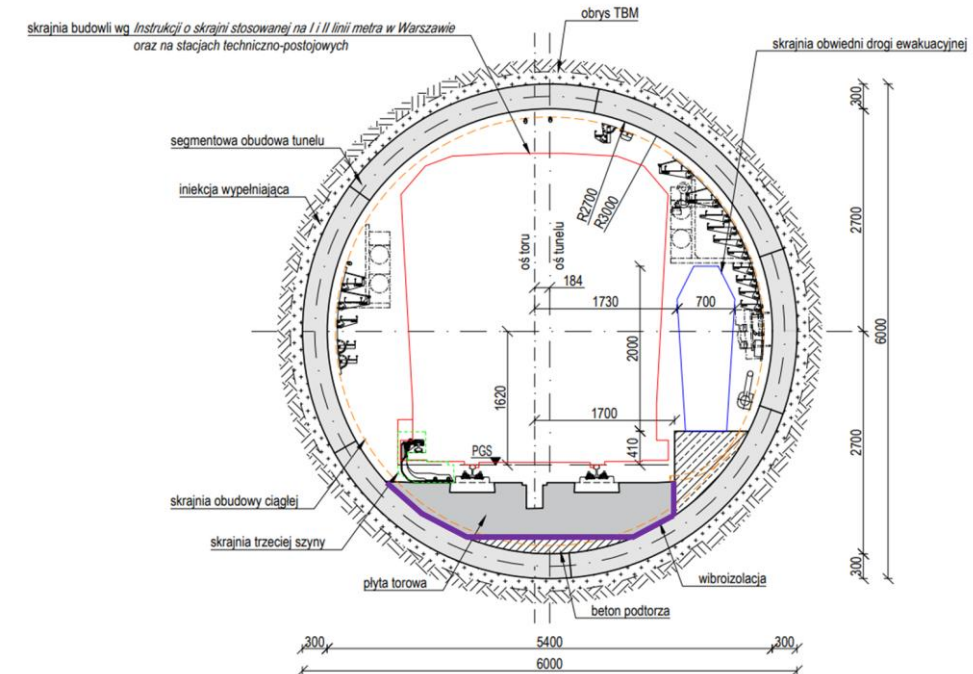 obrys TBM
skrajnia budowli wg Instrukcji o skrajni stosowanej na I i II linii metra w Warszawie
oraz na stacjach techniczno-postojowych
skrajnia obwiedni drogi ewakuacyjnej
segmentowa obudowa tunelu
iniekcja wypełniająca
R2700
R3000
oś toru
oś tunelu
184
1730
700
2000
1620
1700
410
PGS
300
2700
2700
300
6000
skrajnia obudowy ciągłej
skrajnia trzeciej szyny
płyta torowa
wibroizolacja
beton podtorza
300
5400
300
6000